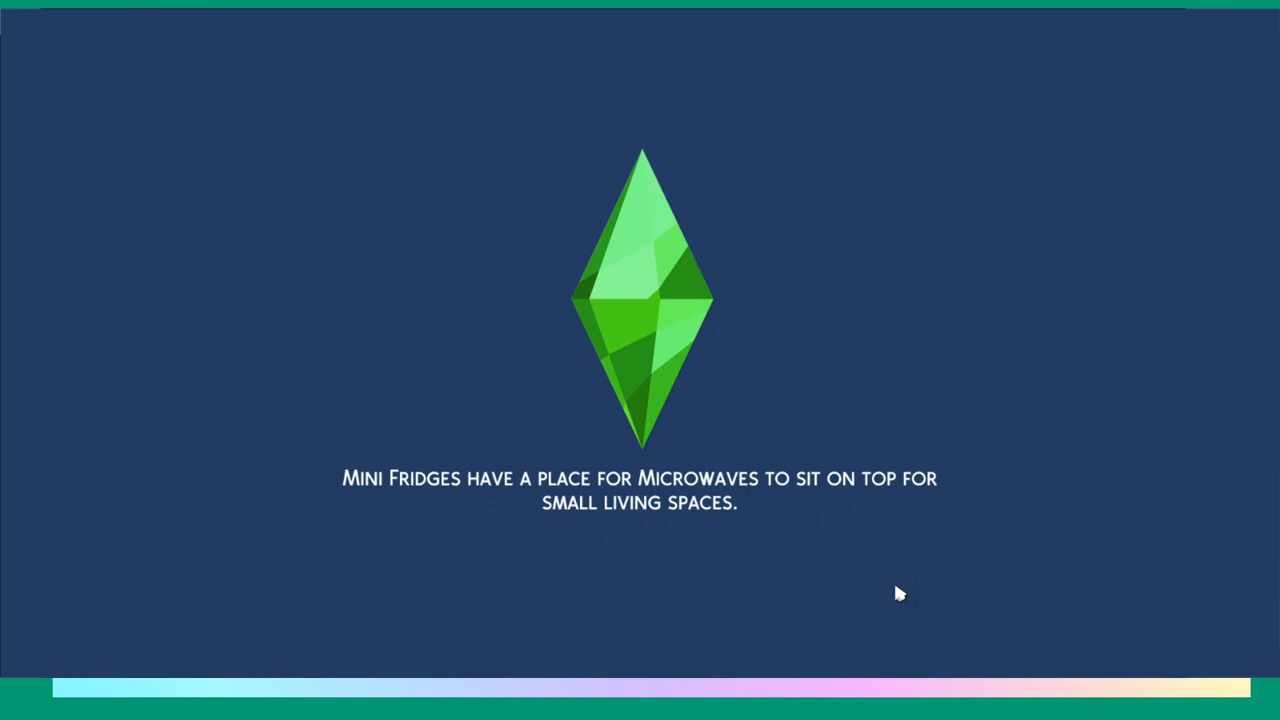 Mini Fridges have a place for Microwaves to sit on top for
small living spaces.